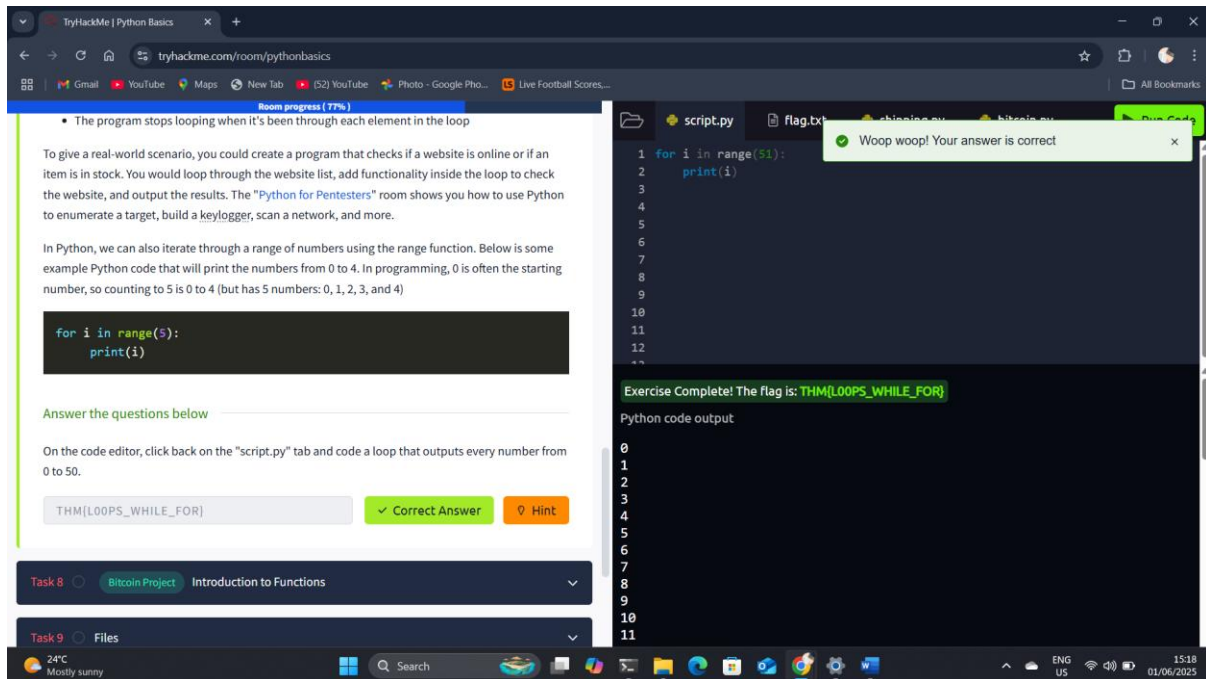 TryHackMe | Python Basics
tryhackme.com/room/pythonbasics
Gmail YouTube Maps New Tab (52) YouTube Photo - Google Pho... Live Football Scores,... All Bookmarks
Room progress ( 77% )
• The program stops looping when it's been through each element in the loop
To give a real-world scenario, you could create a program that checks if a website is online or if an
item is in stock. You would loop through the website list, add functionality inside the loop to check
the website, and output the results. The "Python for Pentesters" room shows you how to use Python
to enumerate a target, build a keylogger, scan a network, and more.
In Python, we can also iterate through a range of numbers using the range function. Below is some
example Python code that will print the numbers from 0 to 4. In programming, 0 is often the starting
number, so counting to 5 is 0 to 4 (but has 5 numbers: 0, 1, 2, 3, and 4)
for i in range(5):
print(i)
Answer the questions below
On the code editor, click back on the "script.py" tab and code a loop that outputs every number from
0 to 50.
THM{L00PS_WHILE_FOR}
✓ Correct Answer
Hint
Task 8 Bitcoin Project Introduction to Functions
Task 9 Files
script.py flag.txt
Woop woop! Your answer is correct
1 for i in range(51):
2 print(i)
3
4
5
6
7
8
9
10
11
12
Exercise Complete! The flag is: THM{L00PS_WHILE_FOR}
Python code output
0
1
2
3
4
5
6
7
8
9
10
11
24°C
Mostly sunny
Search
ENG
US
15:18
01/06/2025